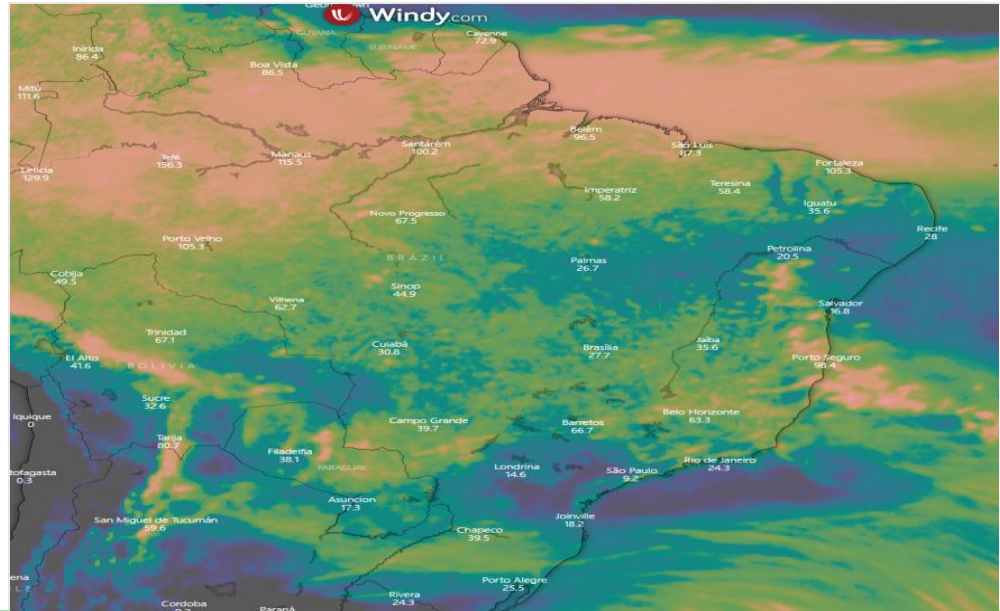 Windy.com
GUYANA
SURINAME
Cayenne
72.9
Inírida
86.4
Boa Vista
86.5
Mitú
111.6
Belém
96.5
Santarém
100.2
São Luís
87.3
Manaus
115.5
Tefé
156.3
Fortaleza
105.3
Leticia
129.9
Teresina
58.4
Imperatriz
58.2
Iguatu
35.6
Novo Progresso
67.5
Recife
28
Porto Velho
105.3
Petrolina
20.5
BRAZIL
Palmas
26.7
Cobija
49.5
Sinop
44.9
Vilhena
62.7
Salvador
16.8
Trinidad
67.1
Cuiabá
30.8
Brasília
27.7
Jaíba
35.6
El Alto
41.6
BOLIVIA
Porto Seguro
98.4
Sucre
32.6
Iquique
0
Campo Grande
39.7
Barretos
66.7
Belo Horizonte
63.3
Tarija
80.7
Filadelfia
38.1
PARAGUAY
Londrina
14.6
São Paulo
9.2
Rio de Janeiro
24.3
tofagasta
0.3
Asuncion
17.3
San Miguel de Tucumán
59.6
Joinville
18.2
Chapeco
39.5
Porto Alegre
25.5
Rivera
24.3
Cordoba
Paraná